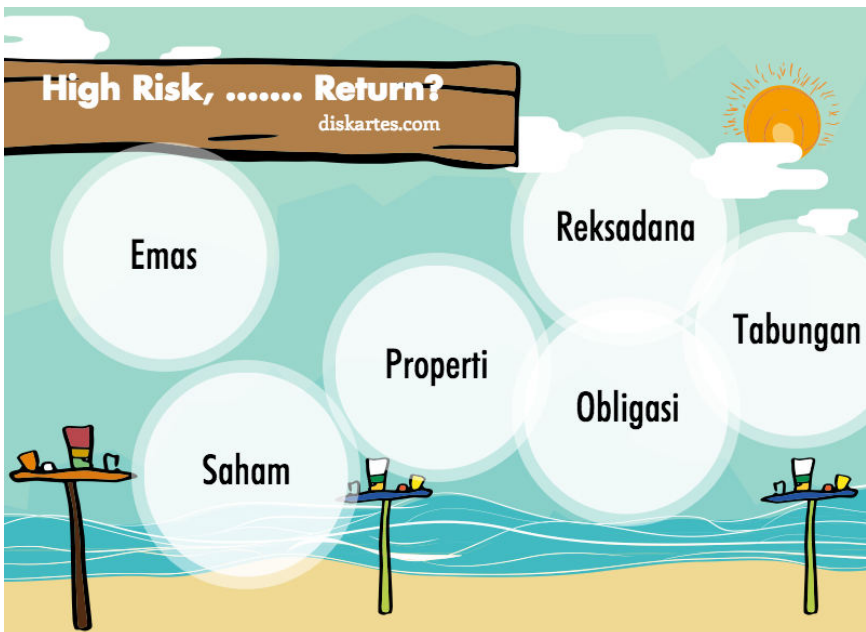 High Risk, ....... Return?
diskartes.com
Emas
Reksadana
Properti
Tabungan
Obligasi
Saham